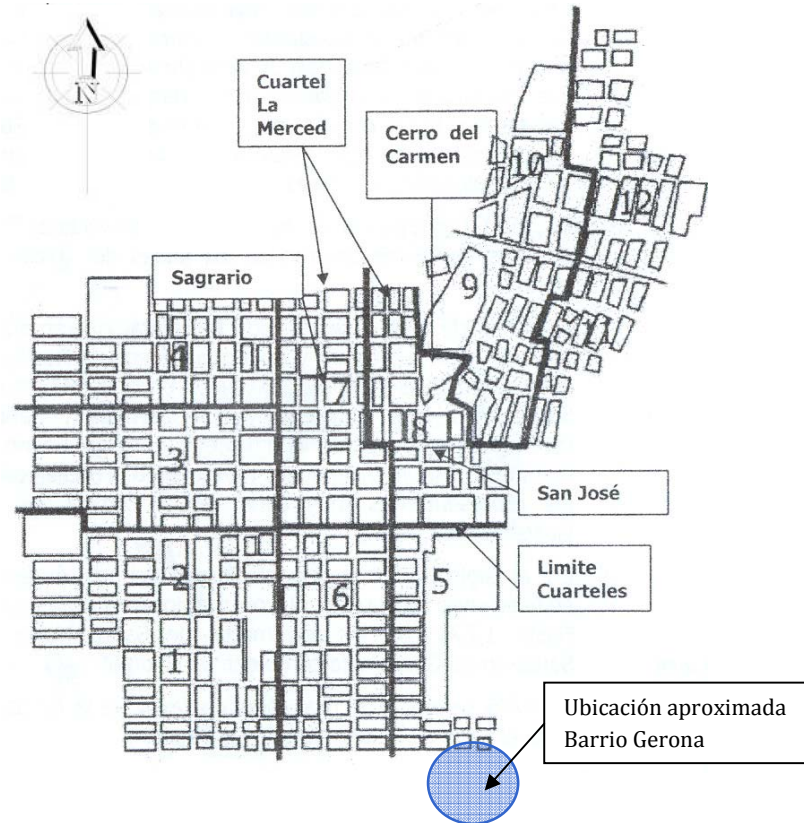 N
Cuartel
La
Merced
Cerro del
Carmen
10
12
Sagrario
9
11
4
7
8
3
San José
2
6
5
Limite
Cuarteles
1
Ubicación aproximada
Barrio Gerona